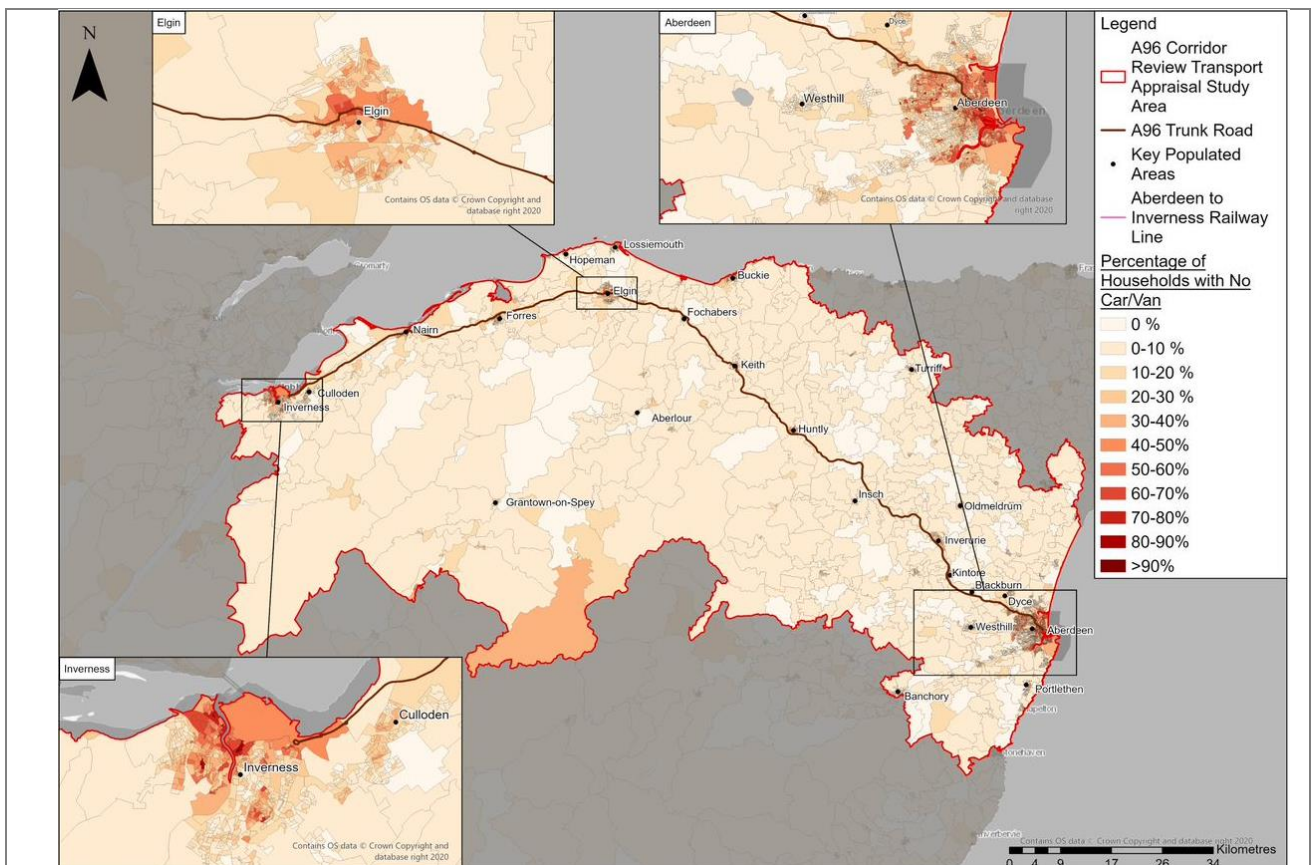 Elgin
N
Elgin
Contains OS data © Crown Copyright and
database right 2020
Aberdeen
Dyce
Westhill
Aberdeen
Contains OS data © Crown Copyright and database
right 2020
Legend
A96 Corridor
Review Transport
Appraisal Study
Area
A96 Trunk Road
Key Populated
Areas
Aberdeen to
Inverness Railway
Line
Percentage of
Households with No
Car/Van
0 %
0-10 %
10-20 %
20-30 %
30-40%
40-50%
50-60%
60-70%
70-80%
80-90%
>90%
Lossiemouth
Hopeman
Buckie
Elgin
Fochabers
Forres
Nairn
Keith
Turriff
Culloden
Inverness
Aberlour
Huntly
Grantown-on-Spey
Insch
Oldmeldrum
Inverurie
Kintore
Blackburn
Dyce
Westhill
Aberdeen
Portlethen
Banchory
Inverness
Culloden
Inverness
Contains OS data © Crown Copyright and
database right 2020
Contains OS data © Crown Copyright and database right 2020
Kilometres
0 4 9 17 26 34